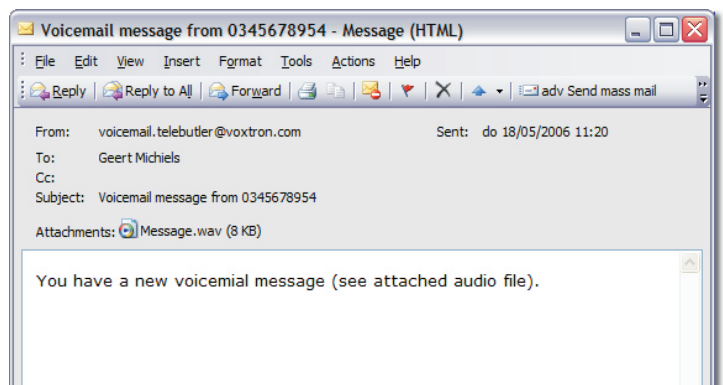 Voicemail message from 0345678954 - Message (HTML)
File Edit View Insert Format Tools Actions Help
Reply Reply to All Forward adv Send mass mail
From: voicemail.telebutler@voxtron.com Sent: do 18/05/2006 11:20
To: Geert Michiels
Cc:
Subject: Voicemail message from 0345678954
Attachments: Message.wav (8 KB)
You have a new voicemial message (see attached audio file).